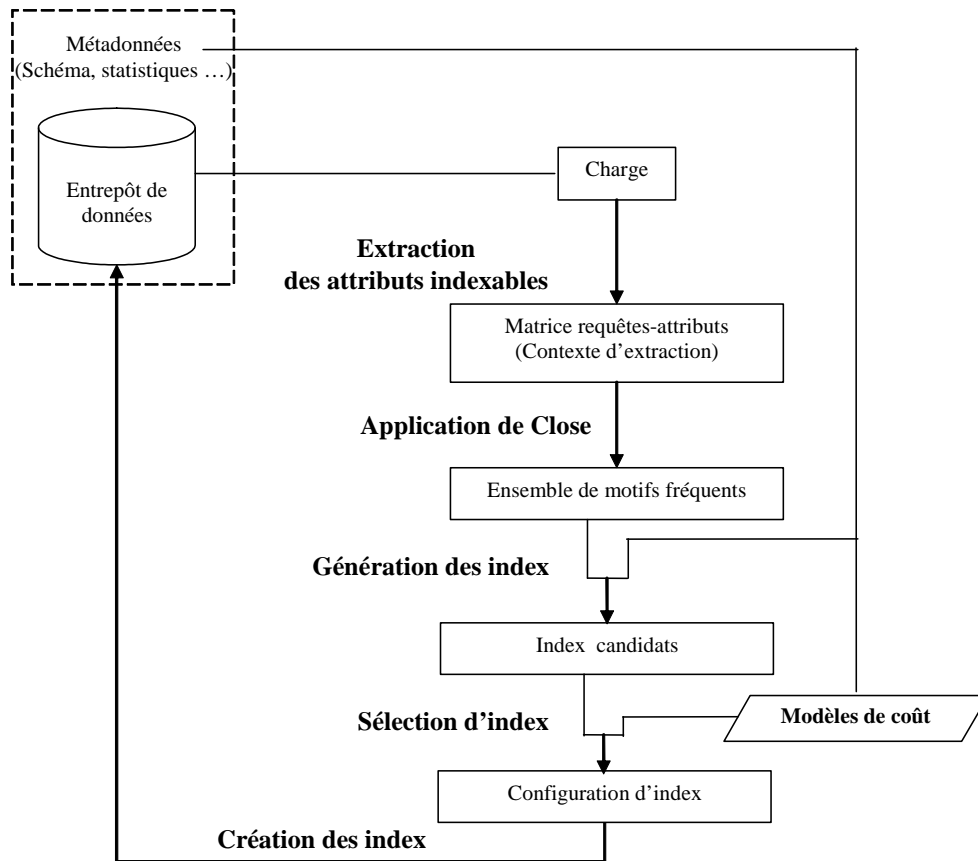 Métadonnées
(Schéma, statistiques …)
Entrepôt de
données
Charge
Extraction
des attributs indexables
Matrice requêtes-attributs
(Contexte d’extraction)
Application de Close
Ensemble de motifs fréquents
Génération des index
Index candidats
Sélection d’index
Modèles de coût
Configuration d’index
Création des index